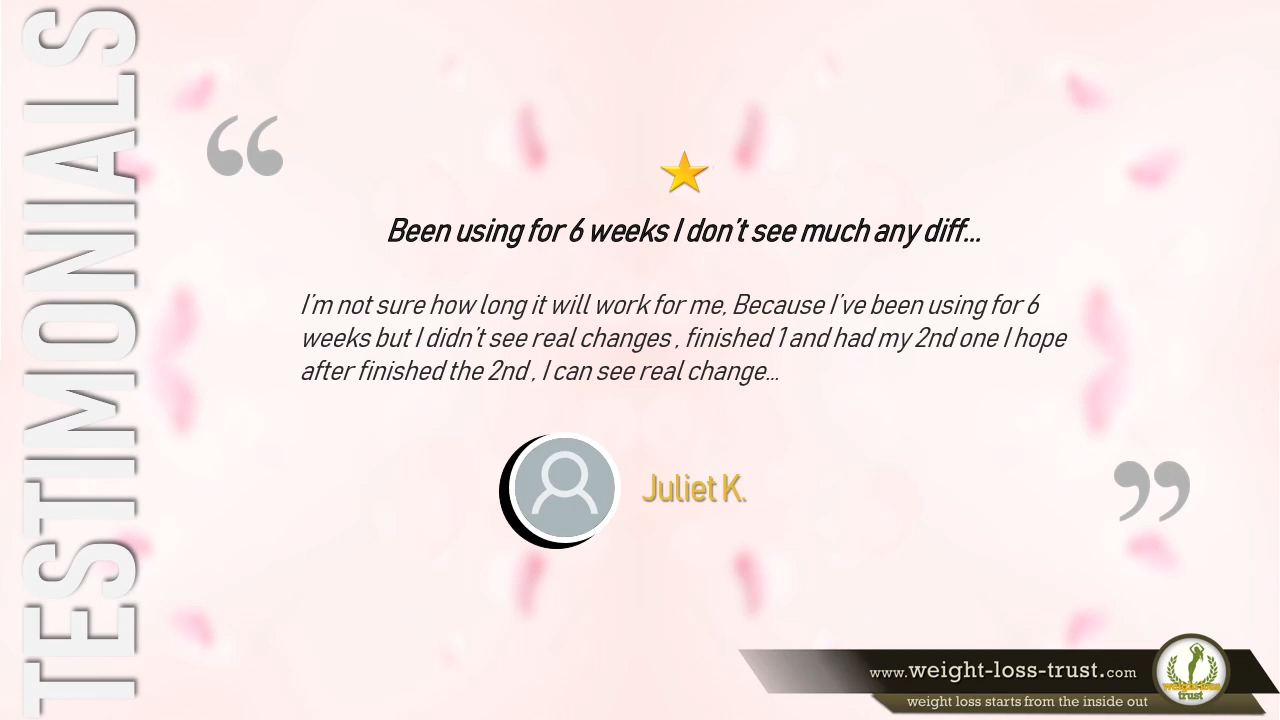 TESTIMONIALS
“
Been using for 6 weeks I don’t see much any diff...
I’m not sure how long it will work for me, Because I’ve been using for 6
weeks but I didn’t see real changes , finished 1 and had my 2nd one I hope
after finished the 2nd , I can see real change...
Juliet K.
”
www.weight-loss-trust.com
weight loss
trust
weight loss starts from the inside out